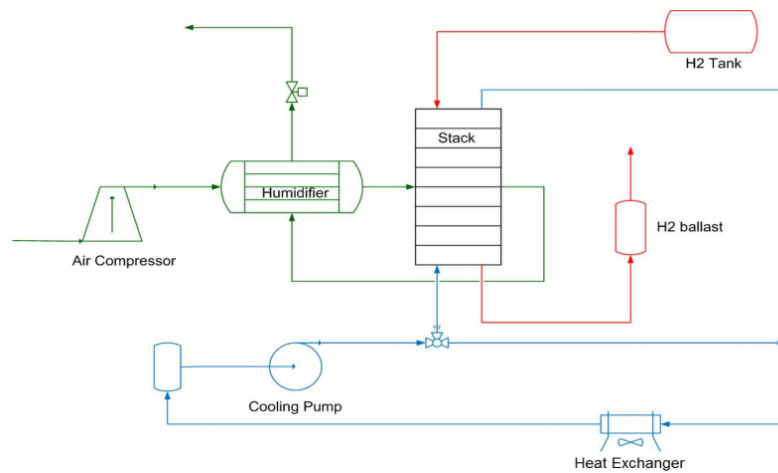 H2 Tank
Stack
Humidifier
H2 ballast
Air Compressor
Cooling Pump
Heat Exchanger